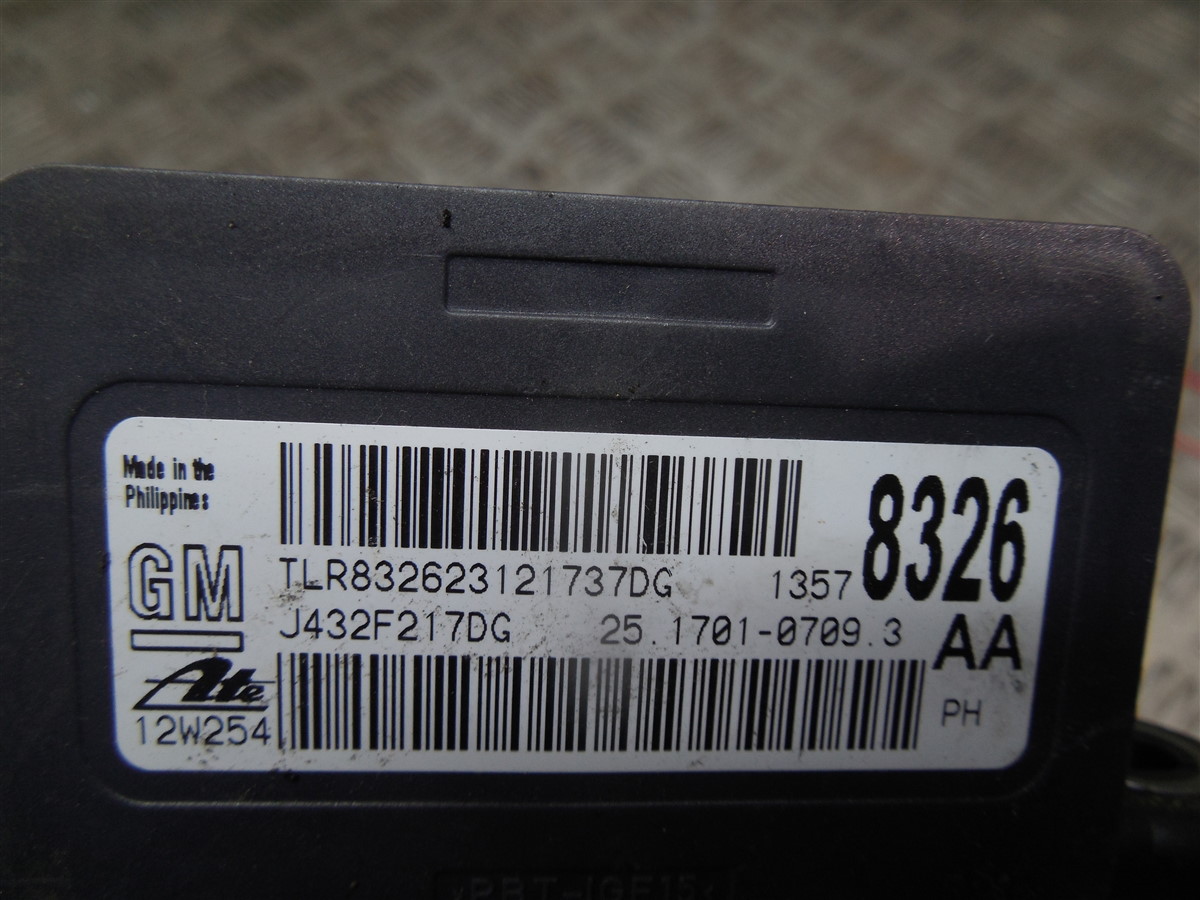 Made in the
Philippines
GM
TLR832623121737DG 1357 8326
J432F217DG 25.1701-0709.3 AA
Ate
12W254
PH